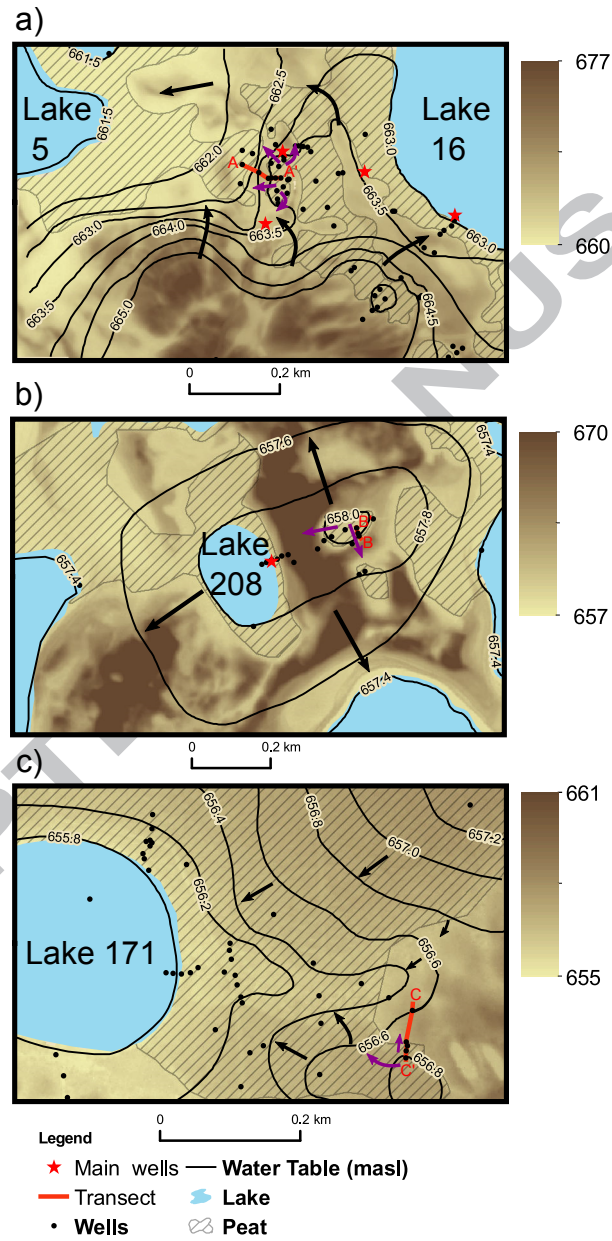 a)
677
660
Lake
5
Lake
16
661.5
661.5
662.5
662.0
663.0
663.5
663.0
663.5
663.0
664.0
663.5
665.0
664.5
A
A'
0 0.2 km
b)
670
657
657.6
657.4
658.0
657.8
B'
B
Lake
208
657.4
657.4
657.4
0 0.2 km
c)
661
655
655.8
656.4
656.8
657.0
657.2
656.2
Lake 171
656.6
C
656.6
656.8
C'
0 0.2 km
Legend
Main wells Water Table (masl)
Transect Lake
Wells Peat